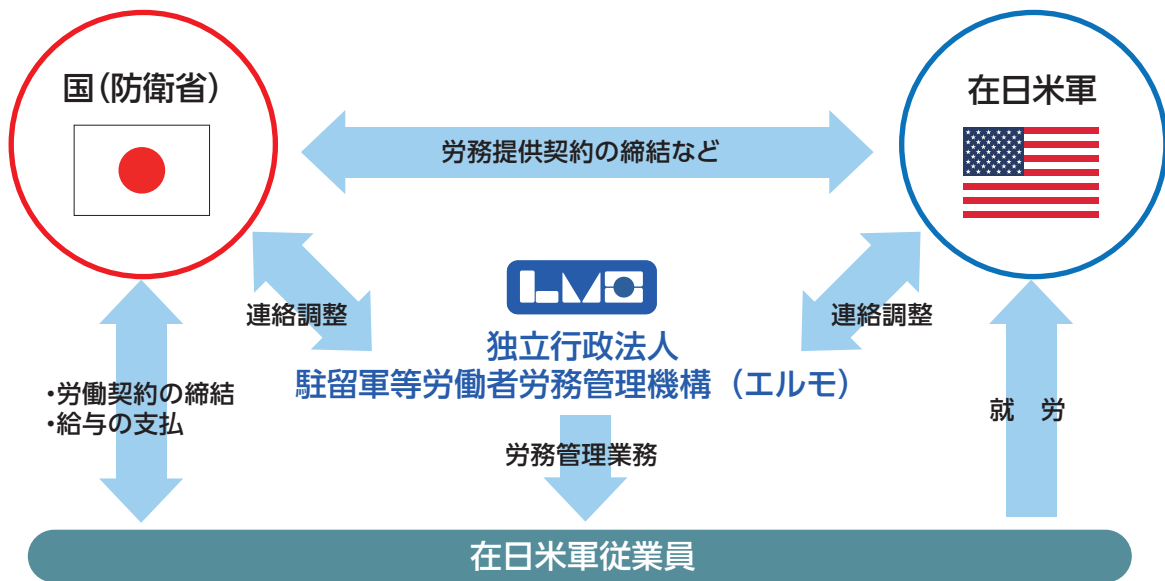 国（防衛省）
在日米軍
労務提供契約の締結など
LMO
連絡調整
連絡調整
独立行政法人
駐留軍等労働者労務管理機構（エルモ）
・労働契約の締結
・給与の支払
就　労
労務管理業務
在日米軍従業員